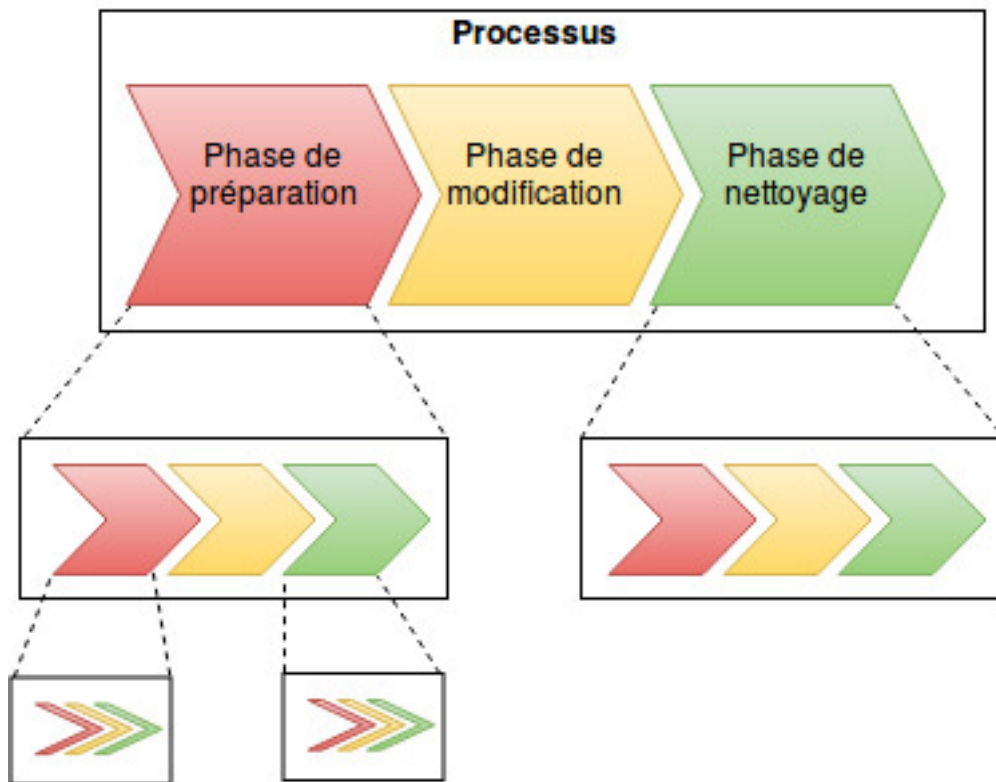 Processus
Phase de
préparation
Phase de
modification
Phase de
nettoyage